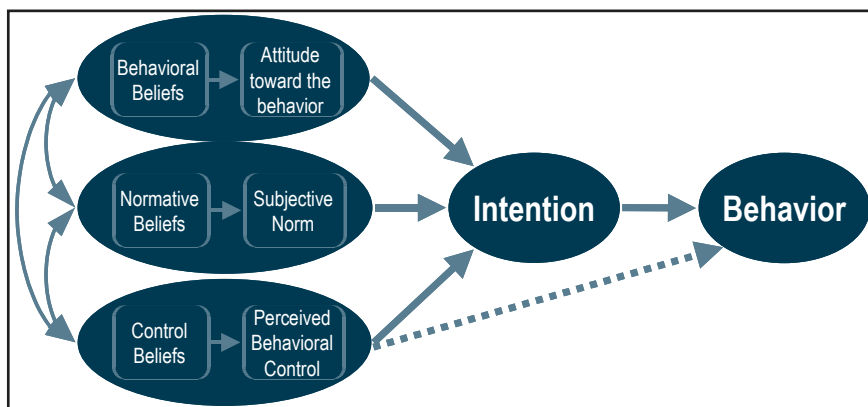 Behavioral
Beliefs
Attitude
toward the
behavior
Normative
Beliefs
Subjective
Norm
Control
Beliefs
Perceived
Behavioral
Control
Intention
Behavior